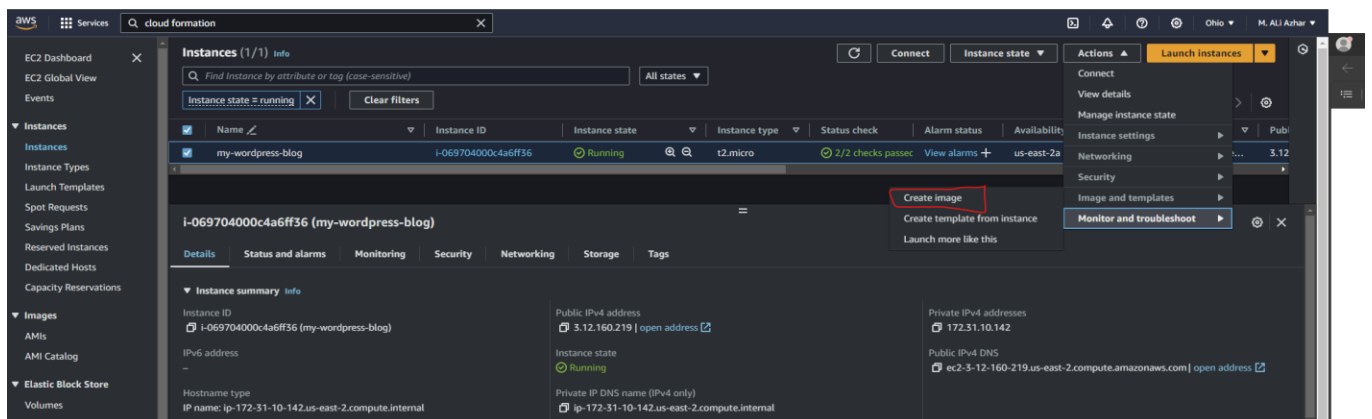 aws Services cloud formation Ohio M. ALi Azhar
EC2 Dashboard
EC2 Global View
Events
Instances
Instances
Instance Types
Launch Templates
Spot Requests
Savings Plans
Reserved Instances
Dedicated Hosts
Capacity Reservations
Images
AMIs
AMI Catalog
Elastic Block Store
Volumes
Instances (1/1) Info
Connect Instance state Actions Launch instances
Find Instance by attribute or tag (case-sensitive) All states
Instance state = running Clear filters
Name Instance ID Instance state Instance type Status check Alarm status Availability Publ
my-wordpress-blog i-069704000c4a6ff36 Running t2.micro 2/2 checks passec View alarms us-east-2a 3.12
Connect
View details
Manage instance state
Instance settings
Networking
Security
Image and templates
Monitor and troubleshoot
Create image
Create template from instance
Launch more like this
i-069704000c4a6ff36 (my-wordpress-blog)
Details Status and alarms Monitoring Security Networking Storage Tags
Instance summary Info
Instance ID
i-069704000c4a6ff36 (my-wordpress-blog)
Public IPv4 address
3.12.160.219 | open address
Private IPv4 addresses
172.31.10.142
IPv6 address
–
Instance state
Running
Public IPv4 DNS
ec2-3-12-160-219.us-east-2.compute.amazonaws.com | open address
Hostname type
IP name: ip-172-31-10-142.us-east-2.compute.internal
Private IP DNS name (IPv4 only)
ip-172-31-10-142.us-east-2.compute.internal